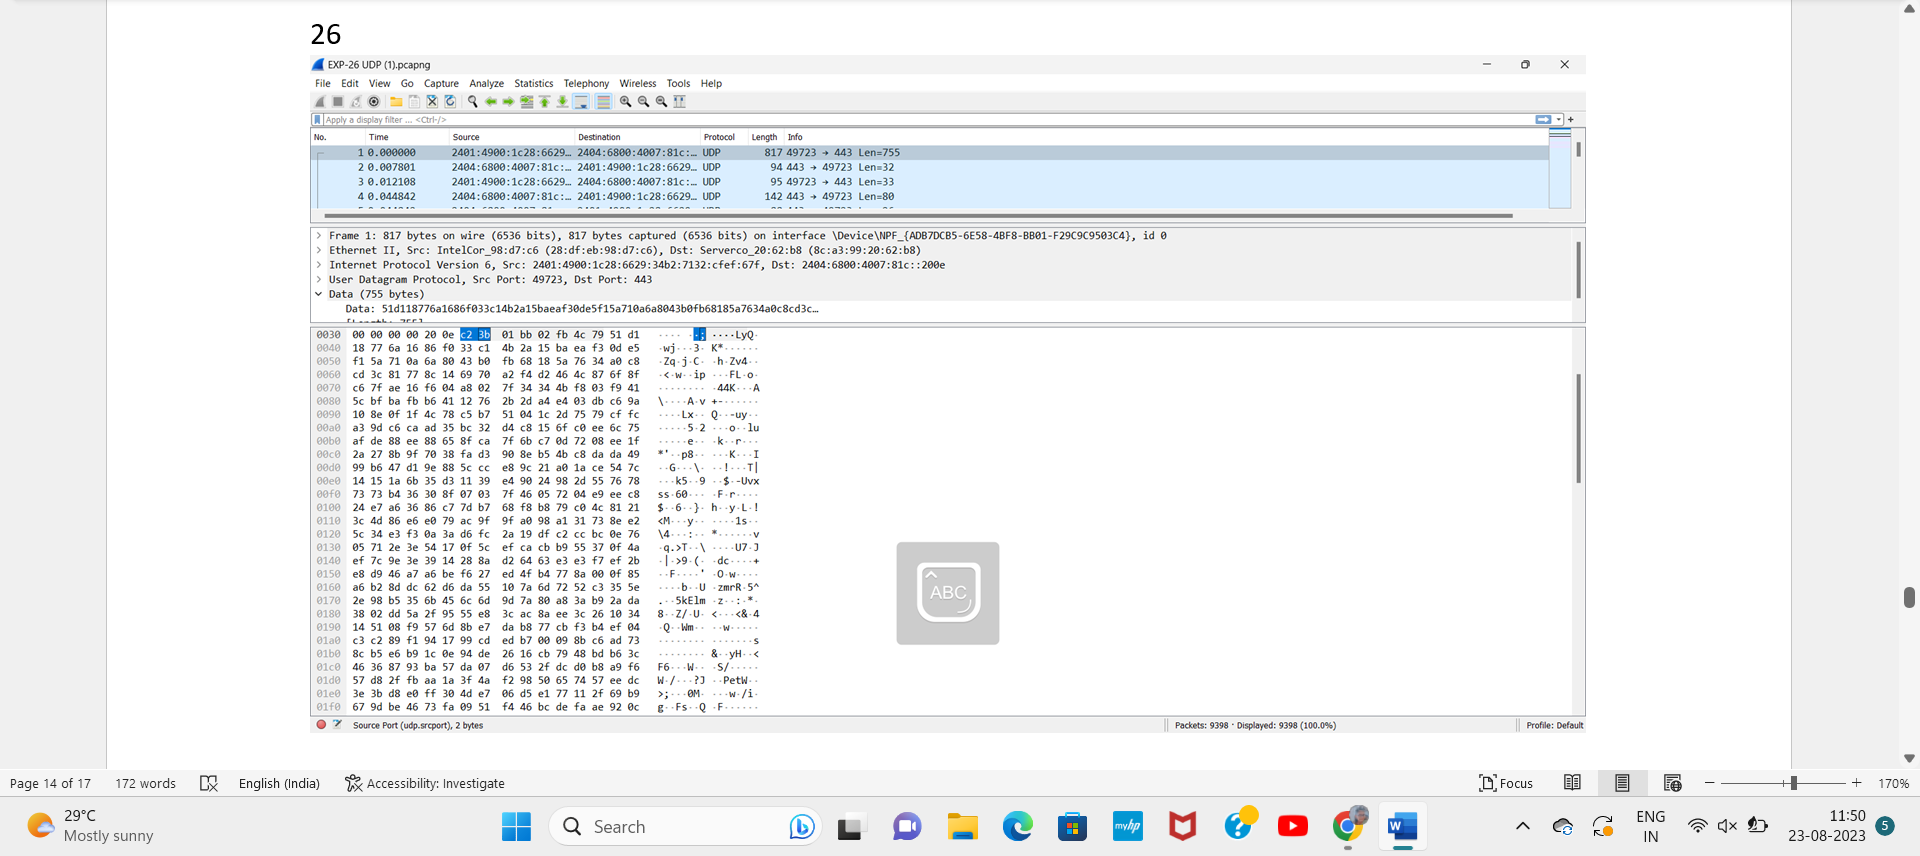 26
EXP-26 UDP (1).pcapng
File Edit View Go Capture Analyze Statistics Telephony Wireless Tools Help
Apply a display filter ... <Ctrl-/>
No. Time Source Destination Protocol Length Info
1 0.000000 2401:4900:1c28:6629… 2404:6800:4007:81c:… UDP 817 49723 → 443 Len=755
2 0.007801 2404:6800:4007:81c:… 2401:4900:1c28:6629… UDP 94 443 → 49723 Len=32
3 0.012108 2401:4900:1c28:6629… 2404:6800:4007:81c:… UDP 95 49723 → 443 Len=33
4 0.044842 2404:6800:4007:81c:… 2401:4900:1c28:6629… UDP 142 443 → 49723 Len=80
Frame 1: 817 bytes on wire (6536 bits), 817 bytes captured (6536 bits) on interface \Device\NPF_{ADB7DCB5-6E58-4BF8-BB01-F29C9C9503C4}, id 0
Ethernet II, Src: IntelCor_98:d7:c6 (28:df:eb:98:d7:c6), Dst: Serverco_20:62:b8 (8c:a3:99:20:62:b8)
Internet Protocol Version 6, Src: 2401:4900:1c28:6629:34b2:7132:cfef:67f, Dst: 2404:6800:4007:81c::200e
User Datagram Protocol, Src Port: 49723, Dst Port: 443
Data (755 bytes)
Data: 51d118776a1686f033c14b2a15baeaf30de5f15a710a6a8043b0fb68185a7634a0c8cd3c…
0030 00 00 00 00 20 0e c2 3b 01 bb 02 fb 4c 79 51 d1 ···· ··; ····LyQ·
0040 18 77 6a 16 86 f0 33 c1 4b 2a 15 ba ea f3 0d e5 ·wj···3· K*······
0050 f1 5a 71 0a 6a 80 43 b0 fb 68 18 5a 76 34 a0 c8 ·Zq·j·C· ·h·Zv4··
0060 cd 3c 81 77 8c 14 69 70 a2 f4 d2 46 4c 87 6f 8f ·<·w··ip ···FL·o·
0070 c6 7f ae 16 f6 04 a8 02 7f 34 34 4b f8 03 f9 41 ········ ·44K···A
0080 5c bf ba fb b6 41 12 76 2b 2d a4 e4 03 db c6 9a \····A·v +-······
0090 10 8e 0f 1f 4c 78 c5 b7 51 04 1c 2d 75 79 cf fc ····Lx·· Q··-uy··
00a0 a3 9d c6 ca ad 35 bc 32 d4 c8 15 6f c0 ee 6c 75 ·····5·2 ···o··lu
00b0 af de 88 ee 88 65 8f ca 7f 6b c7 0d 72 08 ee 1f ·····e·· ·k··r···
00c0 2a 27 8b 9f 70 38 fa d3 90 8e b5 4b c8 da da 49 *'··p8·· ···K···I
00d0 99 b6 47 d1 9e 88 5c cc e8 9c 21 a0 1a ce 54 7c ··G···\· ··!···T|
00e0 14 15 1a 6b 35 d3 11 39 e4 90 24 98 2d 55 76 78 ···k5··9 ··$·-Uvx
00f0 73 73 b4 36 30 8f 07 03 7f 46 05 72 04 e9 ee c8 ss·60··· ·F·r····
0100 24 e7 a6 36 86 c7 7d b7 68 f8 b8 79 c0 4c 81 21 $··6··}· h··y·L·!
0110 3c 4d 86 e6 e0 79 ac 9f 9f a0 98 a1 31 73 8e e2 <M···y·· ····1s··
0120 5c 34 e3 f3 0a 3a d6 fc 2a 19 df c2 cc bc 0e 76 \4···:·· *······v
0130 05 71 2e 3e 54 17 0f 5c ef ca cb b9 55 37 0f 4a ·q.>T··\ ····U7·J
0140 ef 7c 9e 3e 39 14 28 8a d2 64 63 e3 e3 f7 ef 2b ·|·>9·(· ·dc····+
0150 e8 d9 46 a7 a6 be f6 27 ed 4f b4 77 8a 00 0f 85 ··F····' ·O·w····
0160 a6 b2 8d dc 62 d6 da 55 10 7a 6d 72 52 c3 35 5e ····b··U ·zmrR·5^
0170 2e 98 b5 35 6b 45 6c 6d 9d 7a 80 a8 3a b9 2a da .··5kElm ·z··:·*·
0180 38 02 dd 5a 2f 95 55 e8 3c ac 8a ee 3c 26 10 34 8··Z/·U· <···<&·4
0190 14 51 08 f9 57 6d 8b e7 da b8 77 cb f3 b4 ef 04 ·Q··Wm·· ··w·····
01a0 c3 c2 89 f1 94 17 99 cd ed b7 00 09 8b c6 ad 73 ········ ·······s
01b0 8c b5 e6 b9 1c 0e 94 de 26 16 cb 79 48 bd b6 3c ········ &··yH··<
01c0 46 36 87 93 ba 57 da 07 d6 53 2f dc d0 b8 a9 f6 F6···W·· ·S/·····
01d0 57 d8 2f fb aa 1a 3f 4a f2 98 50 65 74 57 ee dc W·/···?J ··PetW··
01e0 3e 3b d8 e0 ff 30 4d e7 06 d5 e1 77 11 2f 69 b9 >;···0M· ···w·/i·
01f0 67 9d be 46 73 fa 09 51 f4 46 bc de fa ae 92 0c g··Fs··Q ·F······
ABC
Source Port (udp.srcport), 2 bytes Packets: 9398 · Displayed: 9398 (100.0%) Profile: Default
Page 14 of 17 172 words English (India) Accessibility: Investigate Focus 170%
29°C
Mostly sunny
Search
myhp
ENG
IN
11:50
23-08-2023
5